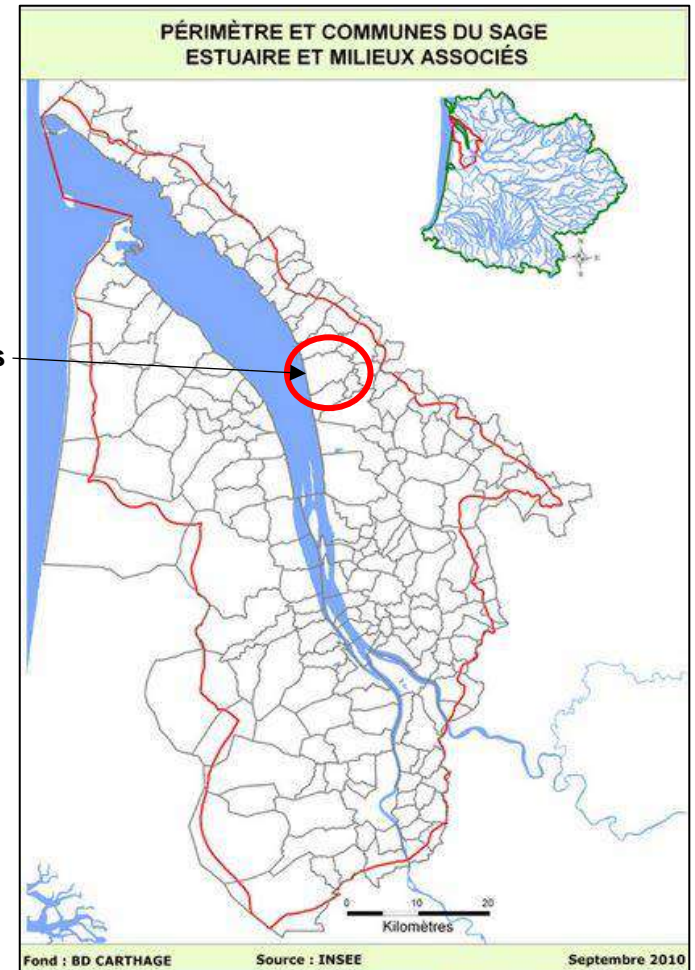 PÉRIMÈTRE ET COMMUNES DU SAGE
ESTUAIRE ET MILIEUX ASSOCIÉS
N
E
S
s
0 10 20
Kilomètres
Fond : BD CARTHAGE Source : INSEE Septembre 2010